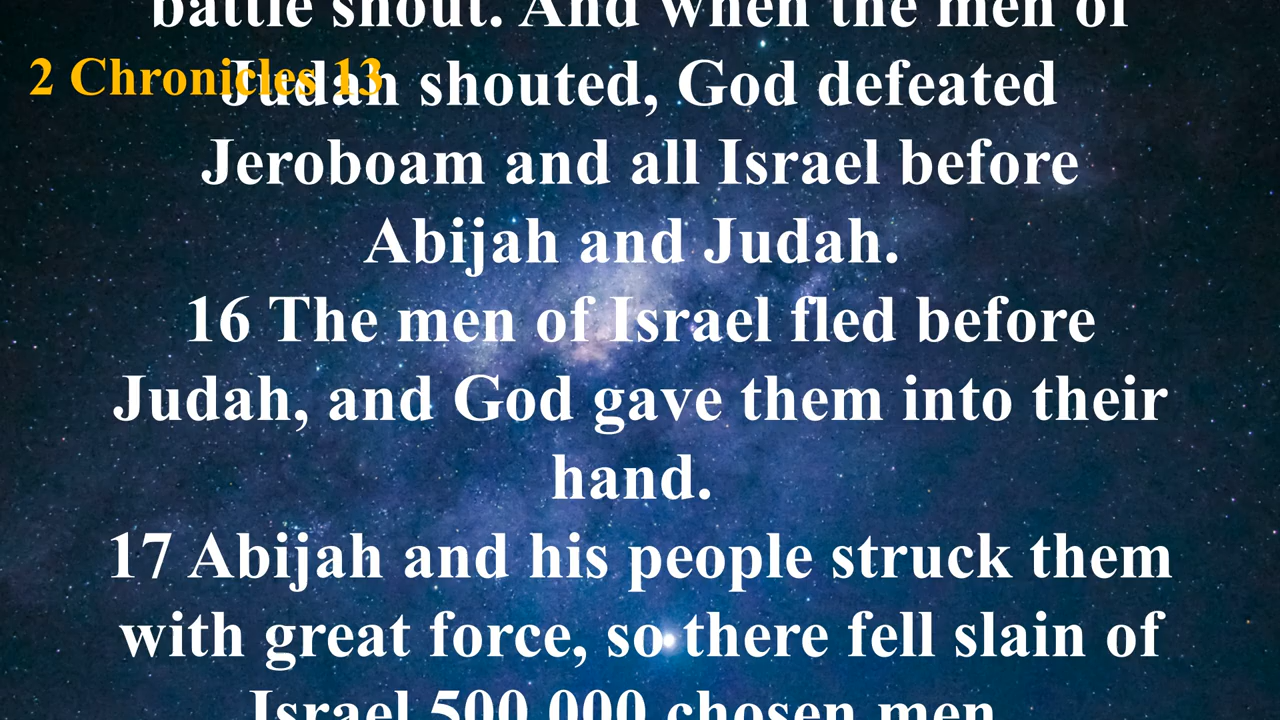 battle shout. And when the men of
2 Chronicles 13
Judah shouted, God defeated
Jeroboam and all Israel before
Abijah and Judah.
16 The men of Israel fled before
Judah, and God gave them into their
hand.
17 Abijah and his people struck them
with great force, so there fell slain of
Israel 500,000 chosen men.